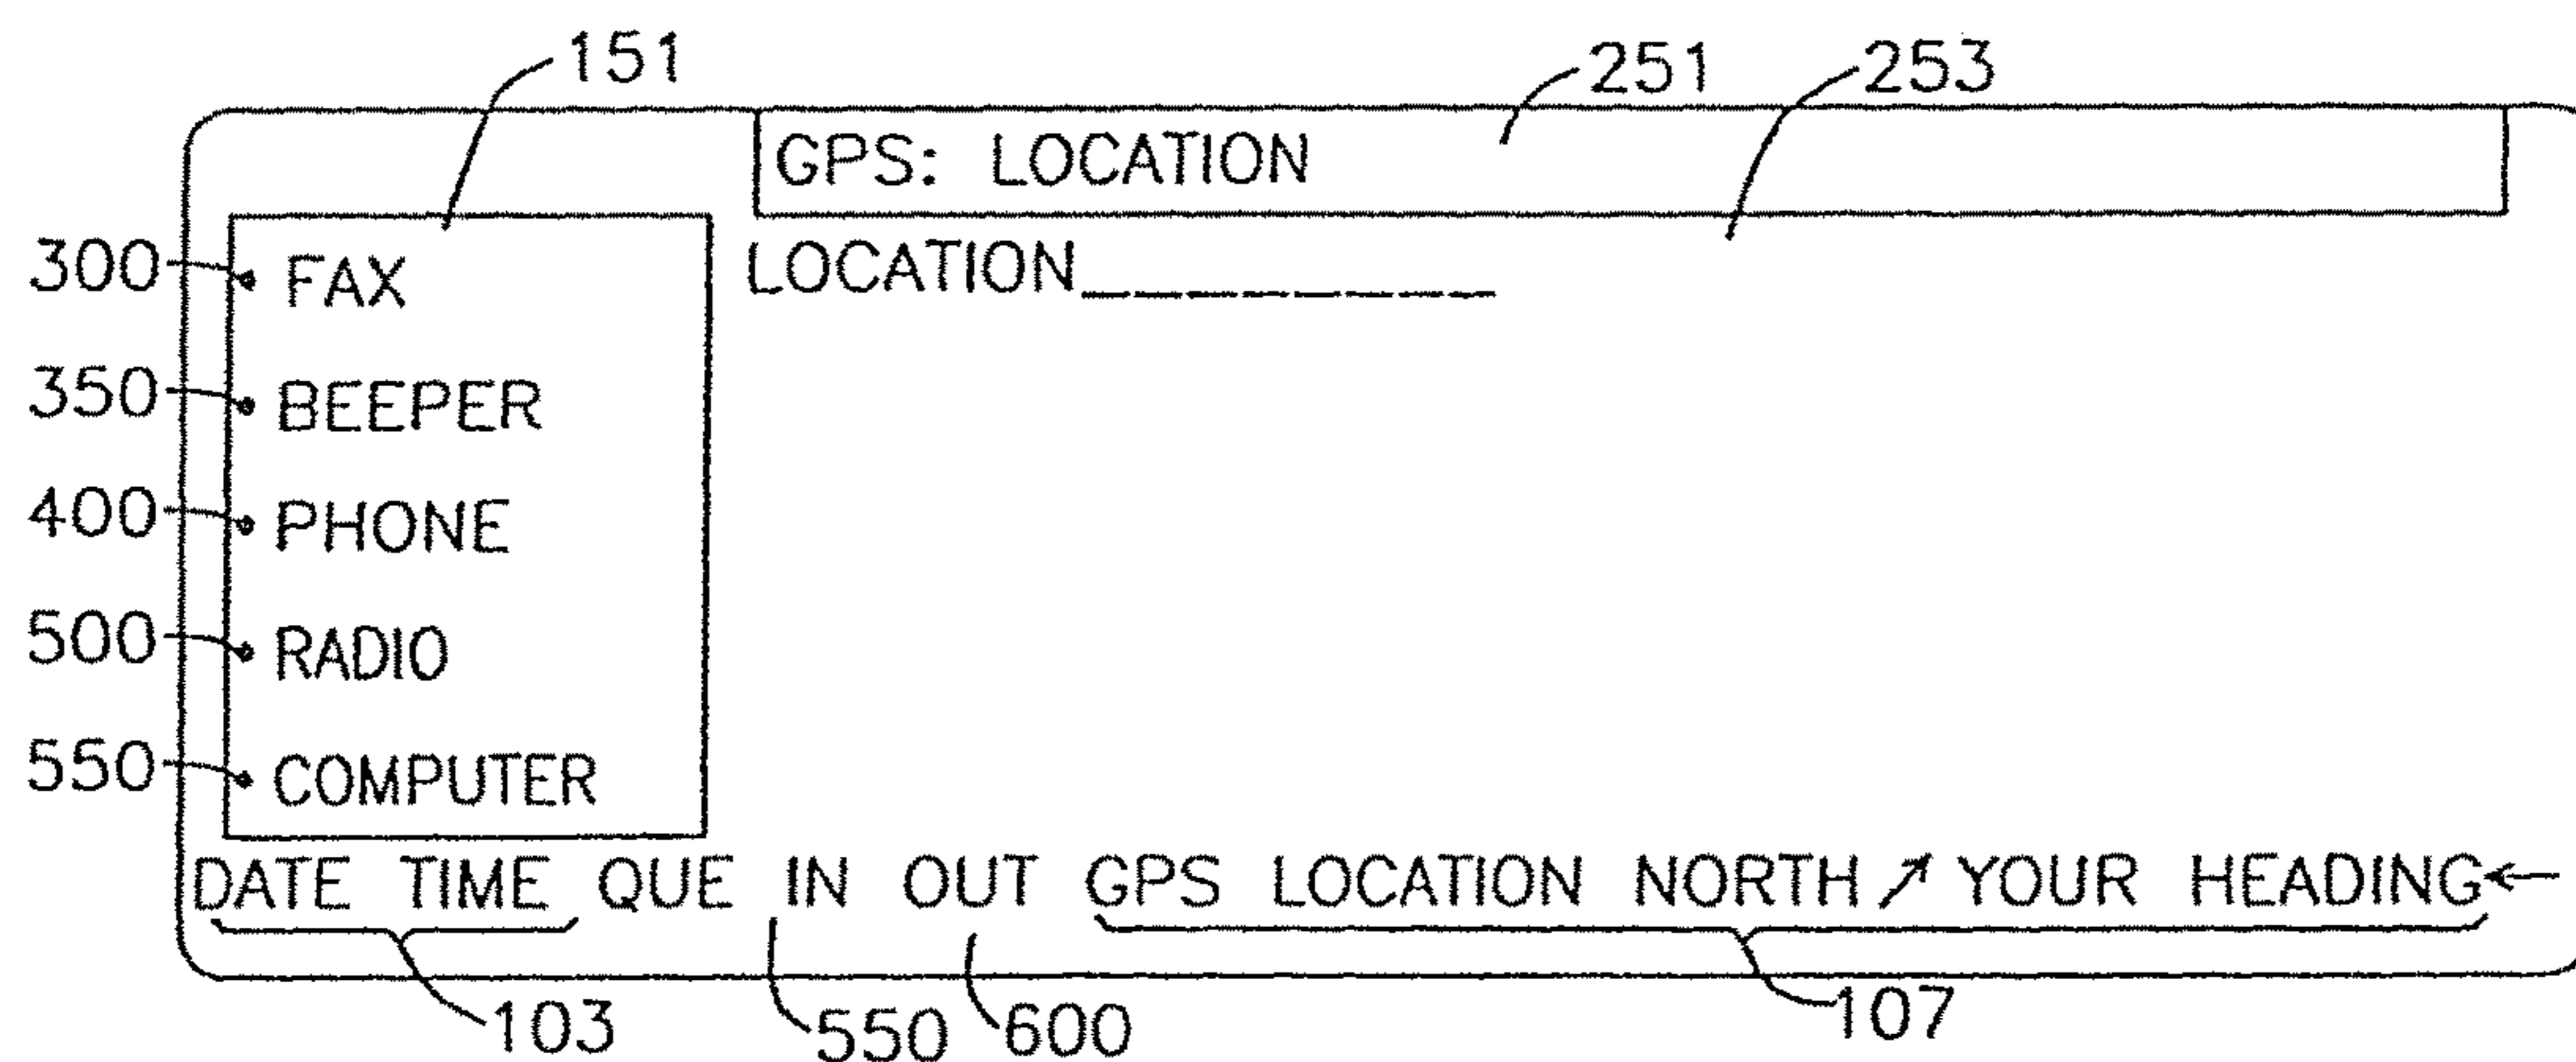 151
251
253
GPS: LOCATION
LOCATION_ _ _ _ _ _ _ _
300 FAX
350 BEEPER
400 PHONE
500 RADIO
550 COMPUTER
DATE TIME QUE IN OUT GPS LOCATION NORTH↗YOUR HEADING←
103
550
600
107